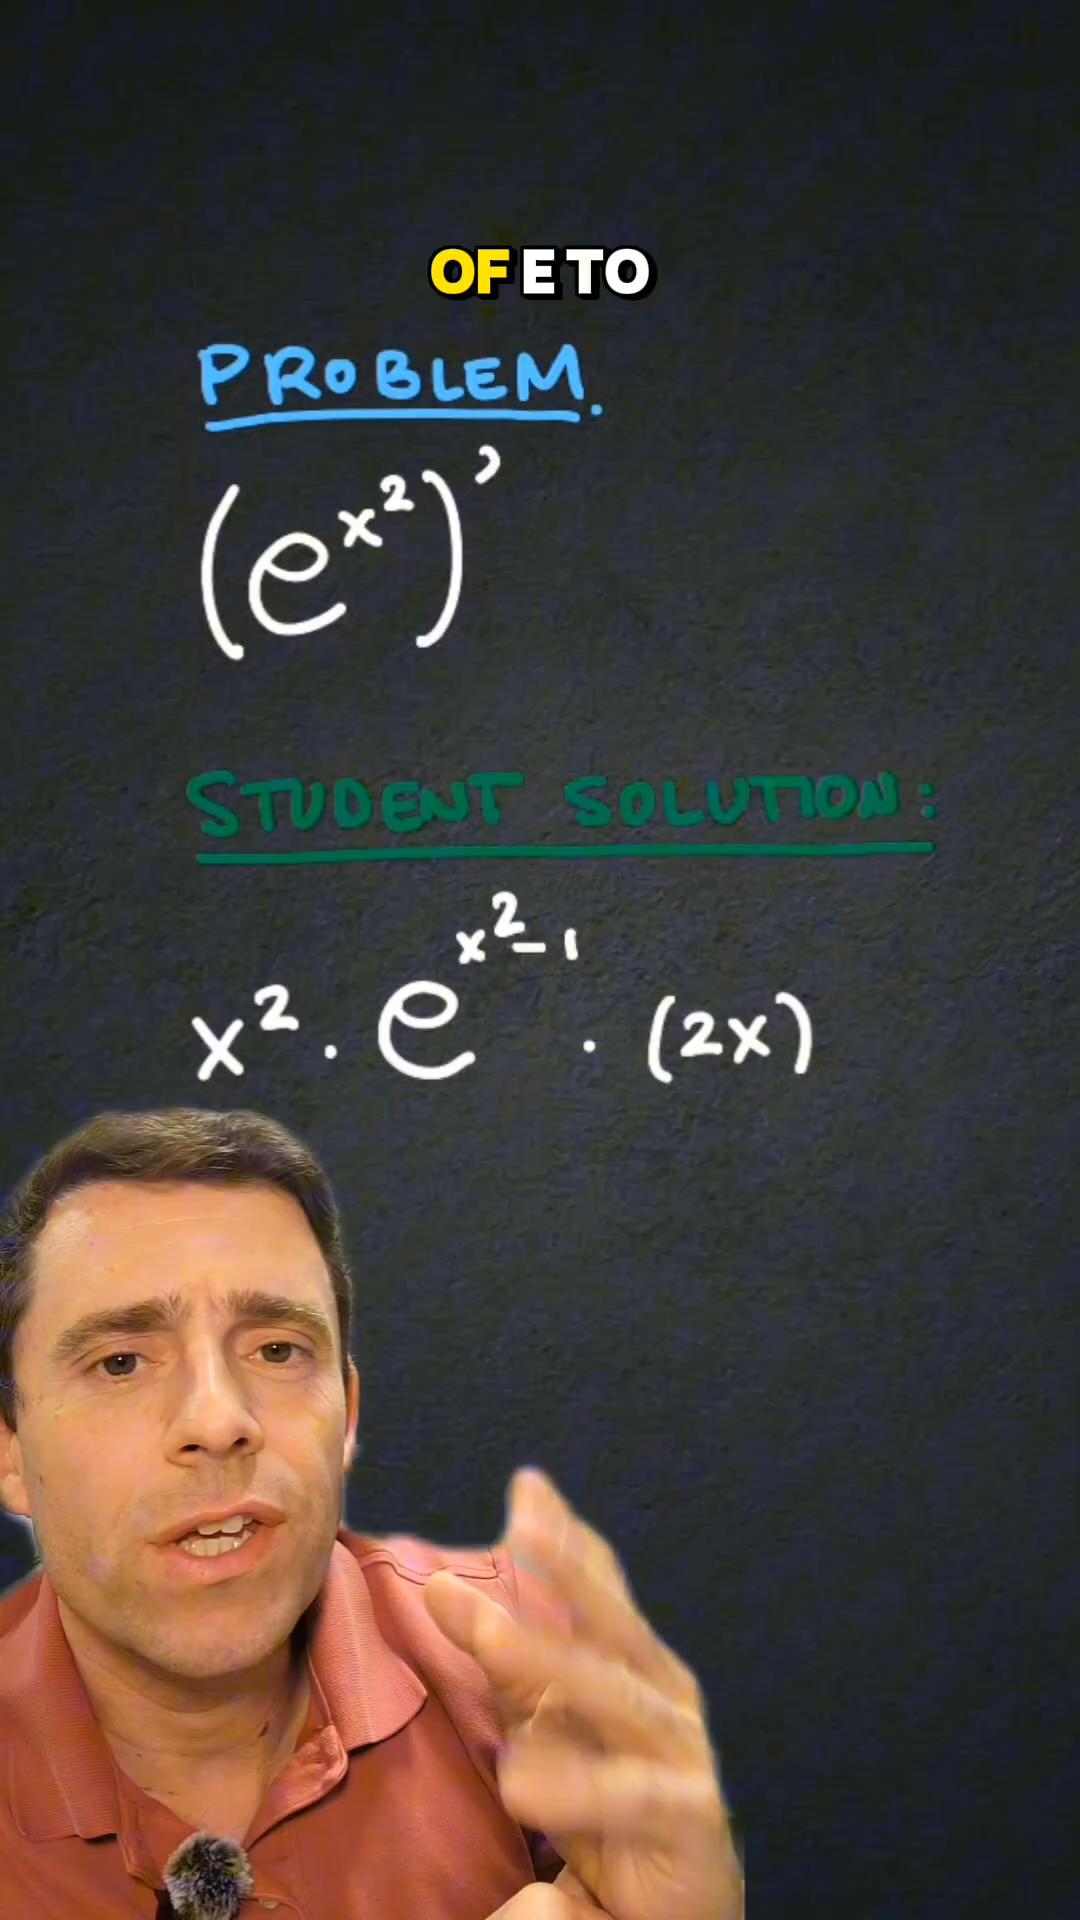 OF E TO
PROBLEM.
(e^{x^2})'
STUDENT SOLUTION:
x^2 · e^{x^2-1} · (2x)